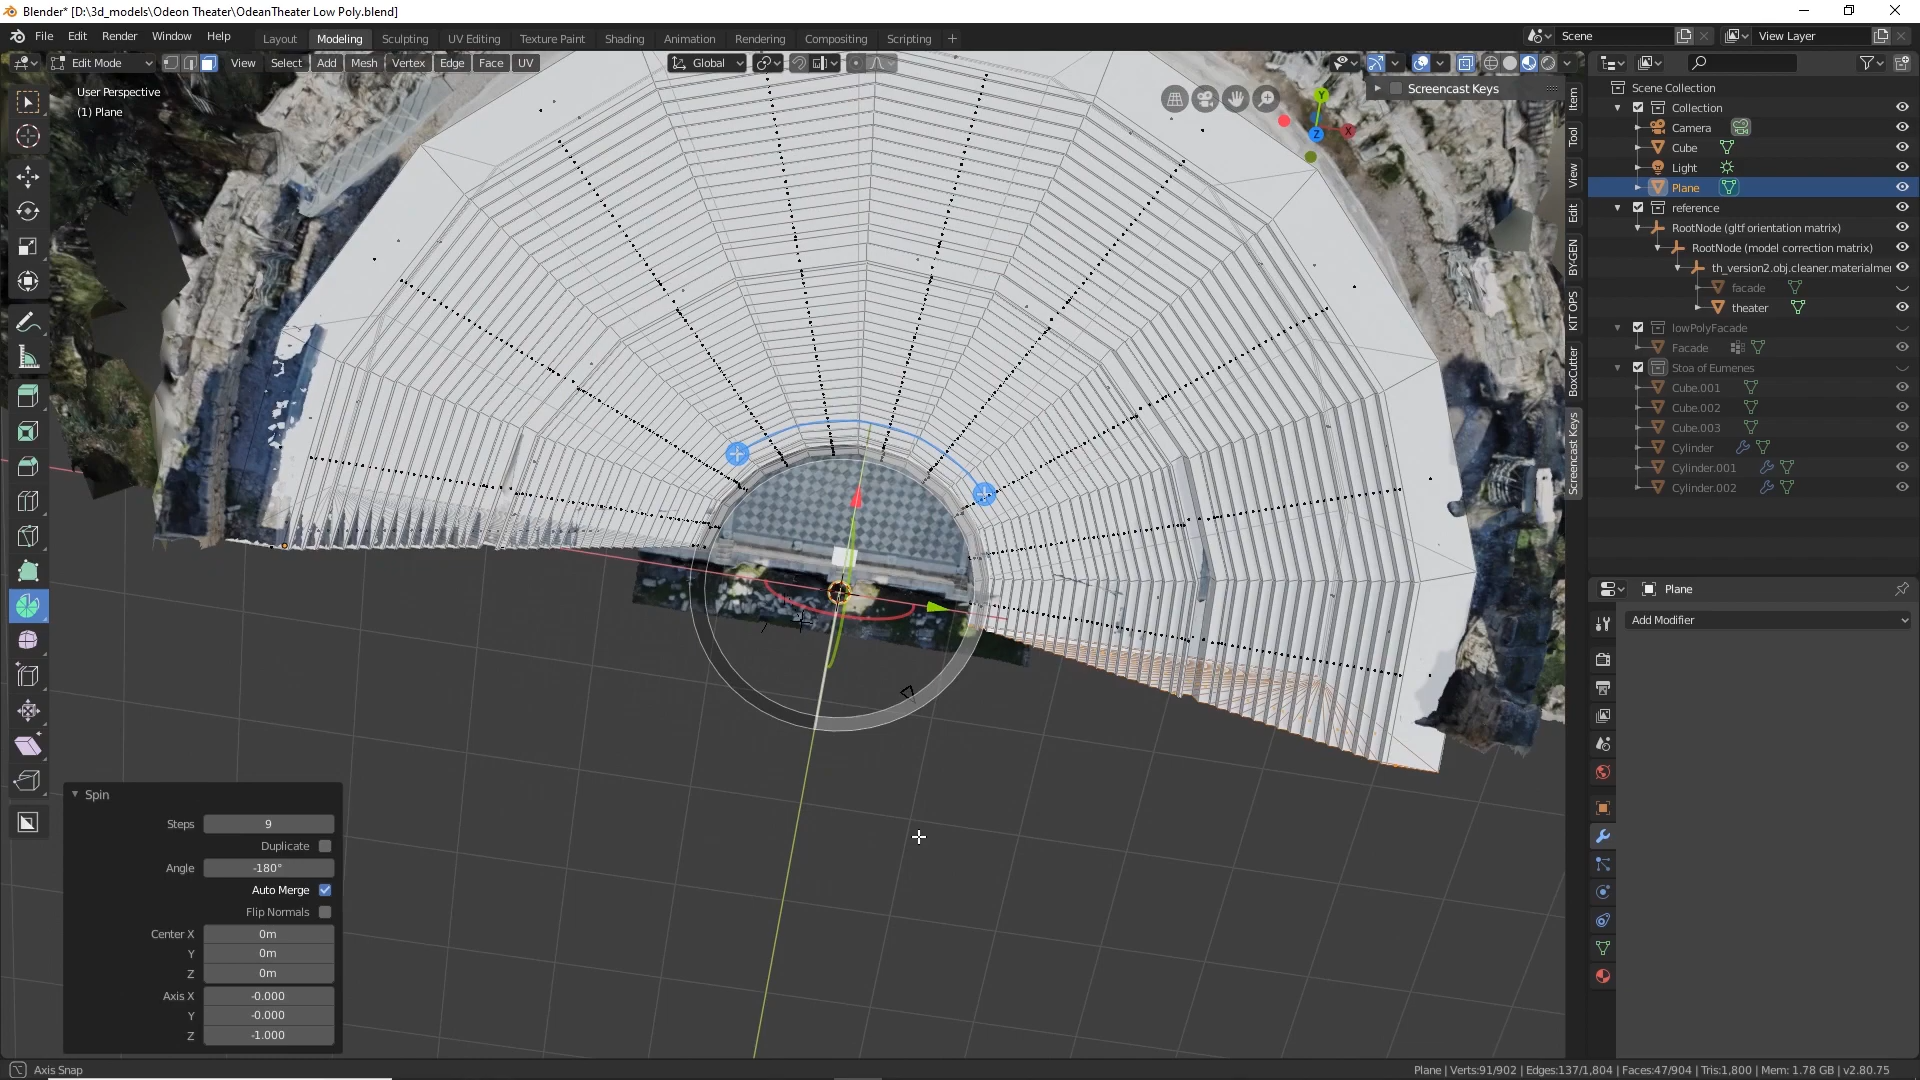 Blender* [D:\3d_models\Odeon Theater\OdeanTheater Low Poly.blend]
File Edit Render Window Help Layout Modeling Sculpting UV Editing Texture Paint Shading Animation Rendering Compositing Scripting + Scene View Layer
Edit Mode View Select Add Mesh Vertex Edge Face UV Global
User Perspective
(1) Plane
Screencast Keys
Y
X
Z
Item
Tool
View
Edit
BY-GEN
KIT OPS
BoxCutter
Screencast Keys
Scene Collection
Collection
Camera
Cube
Light
Plane
reference
RootNode (gltf orientation matrix)
RootNode (model correction matrix)
th_version2.obj.cleaner.materialmer
facade
theater
lowPolyFacade
Facade
Stoa of Eumenes
Cube.001
Cube.002
Cube.003
Cylinder
Cylinder.001
Cylinder.002
Plane
Add Modifier
Spin
Steps 9
Duplicate
Angle -180°
Auto Merge
Flip Normals
Center X 0m
Y 0m
Z 0m
Axis X -0.000
Y -0.000
Z -1.000
Axis Snap
Plane | Verts:91/902 | Edges:137/1,804 | Faces:47/904 | Tris:1,800 | Mem: 1.78 GB | v2.80.75